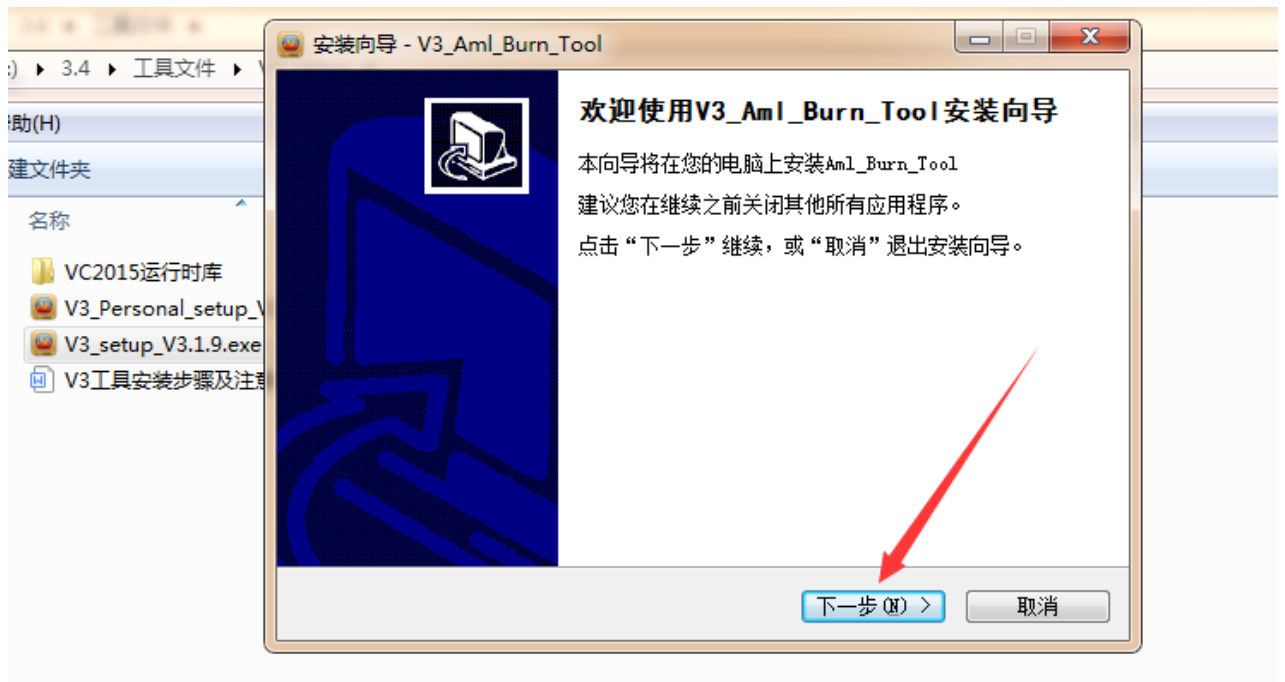 安装向导 - V3_Aml_Burn_Tool
3.4 工具文件
助(H)
建文件夹
名称
VC2015运行时库
V3_Personal_setup_
V3_setup_V3.1.9.exe
V3工具安装步骤及注意
欢迎使用V3_Aml_Burn_Tool安装向导
本向导将在您的电脑上安装Aml_Burn_Tool
建议您在继续之前关闭其他所有应用程序。
点击“下一步”继续，或“取消”退出安装向导。
下一步(N) >
取消